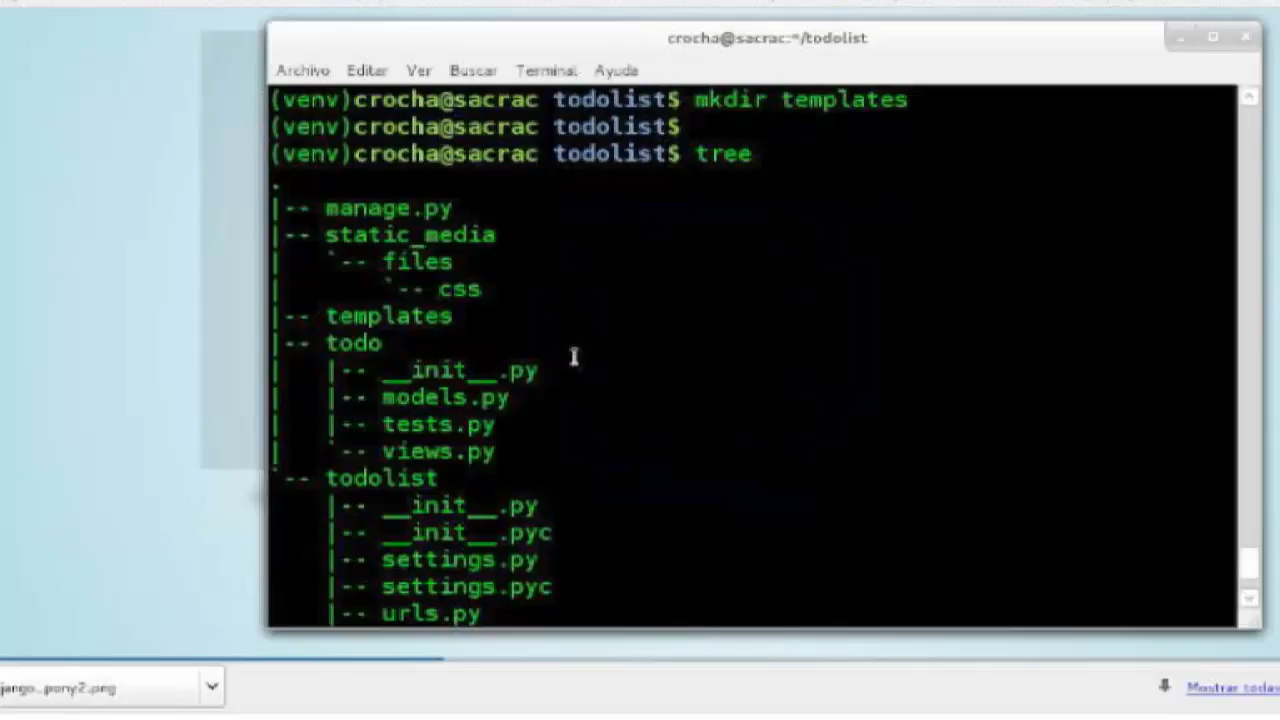 crocha@sacrac:~/todolist
Archivo Editar Ver Buscar Terminal Ayuda
(venv)crocha@sacrac todolist$ mkdir templates
(venv)crocha@sacrac todolist$
(venv)crocha@sacrac todolist$ tree
.
|-- manage.py
|-- static_media
|   `-- files
|       `-- css
|-- templates
|-- todo
|   |-- __init__.py
|   |-- models.py
|   |-- tests.py
|   `-- views.py
`-- todolist
    |-- __init__.py
    |-- __init__.pyc
    |-- settings.py
    |-- settings.pyc
    |-- urls.py
jango_pony2.png
Mostrar todas